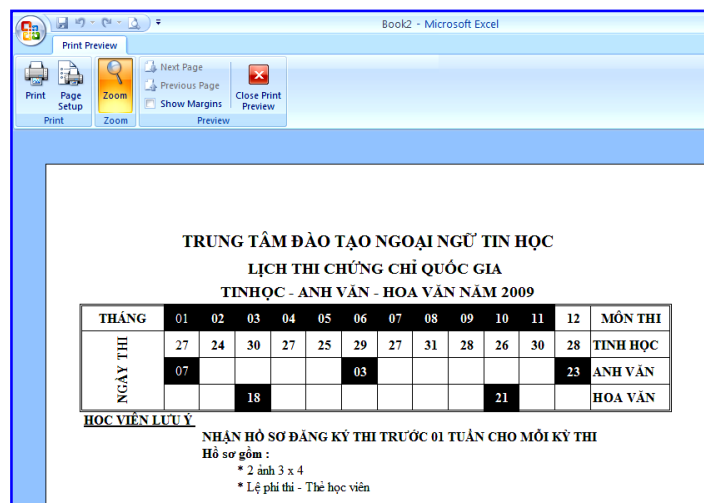 Book2 - Microsoft Excel
Print Preview
Print
Page Setup
Zoom
Next Page
Previous Page
Show Margins
Close Print Preview
Print
Zoom
Preview
TRUNG TÂM ĐÀO TẠO NGOẠI NGỮ TIN HỌC
LỊCH THI CHỨNG CHỈ QUỐC GIA
TINHỌC - ANH VĂN - HOA VĂN NĂM 2009
THÁNG 01 02 03 04 05 06 07 08 09 10 11 12 MÔN THI
NGÀY THI
27 24 30 27 25 29 27 31 28 26 30 28 TINH HỌC
07 03 23 ANH VĂN
18 21 HOA VĂN
HỌC VIÊN LƯU Ý
NHẬN HỒ SƠ ĐĂNG KÝ THI TRƯỚC 01 TUẦN CHO MỖI KỲ THI
Hồ sơ gồm :
* 2 ảnh 3 x 4
* Lệ phi thi - Thẻ học viên